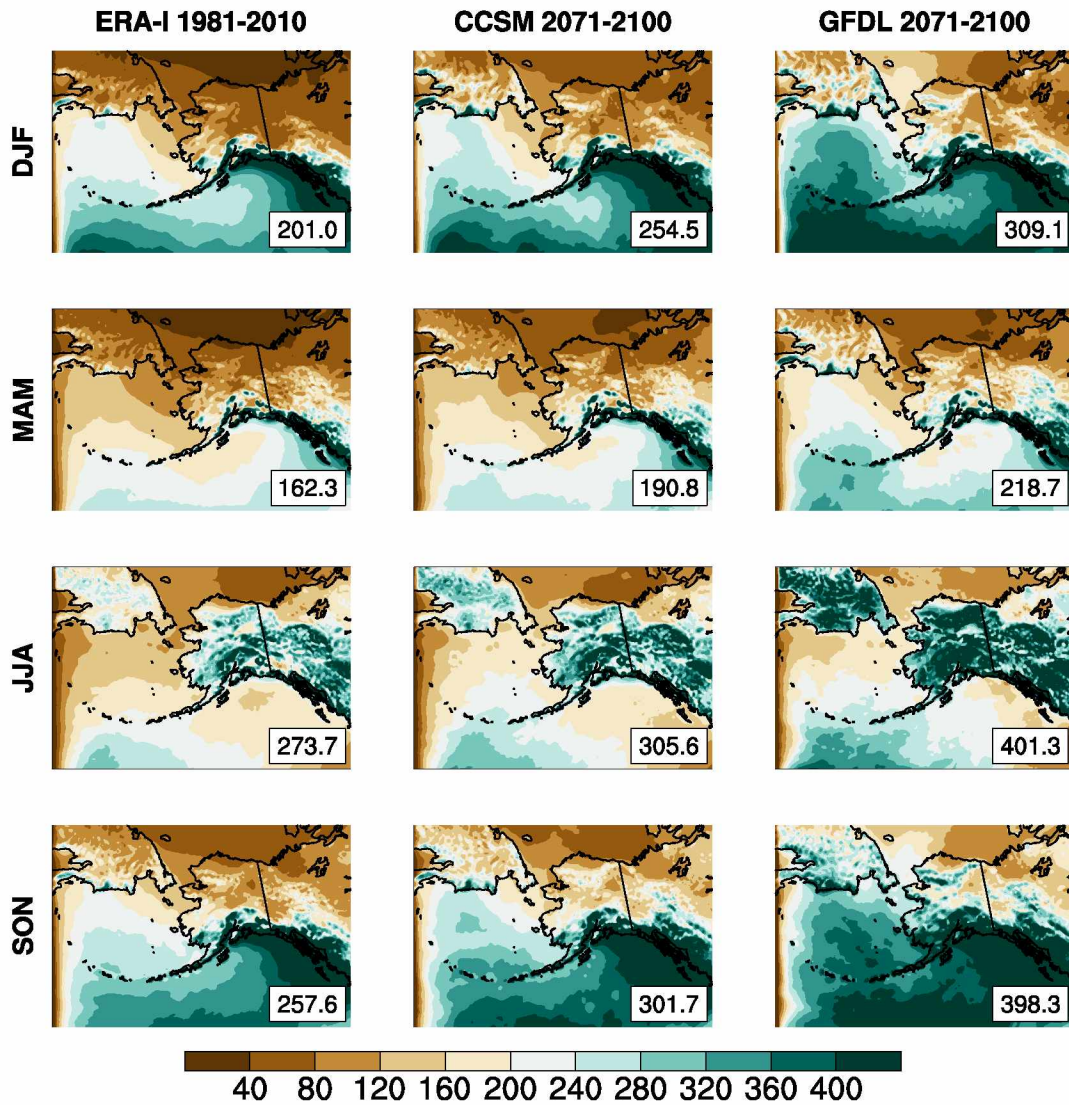 ERA-I 1981-2010 CCSM 2071-2100 GFDL 2071-2100
DJF
201.0 254.5 309.1
MAM
162.3 190.8 218.7
JJA
273.7 305.6 401.3
SON
257.6 301.7 398.3
40 80 120 160 200 240 280 320 360 400